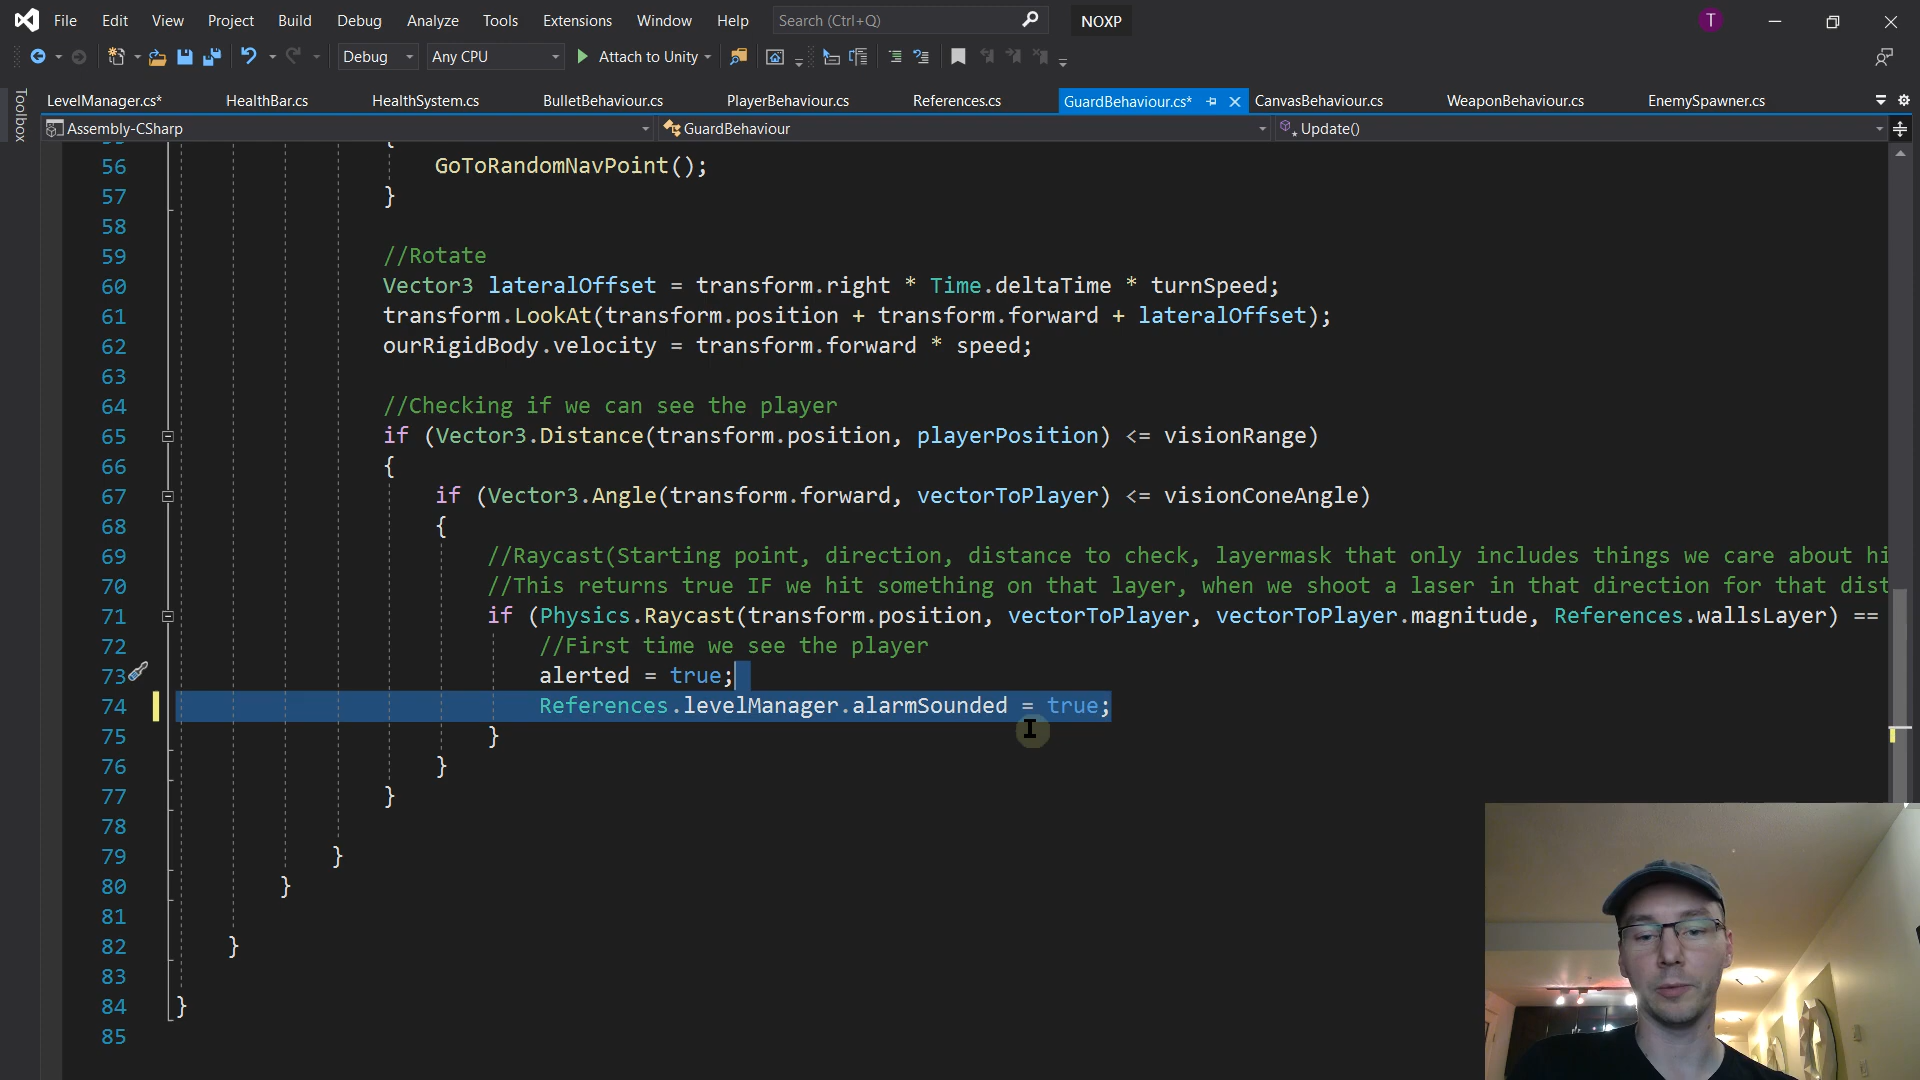 File Edit View Project Build Debug Analyze Tools Extensions Window Help Search (Ctrl+Q) NOXP T
Debug Any CPU Attach to Unity
Toolbox
LevelManager.cs* HealthBar.cs HealthSystem.cs BulletBehaviour.cs PlayerBehaviour.cs References.cs GuardBehaviour.cs* CanvasBehaviour.cs WeaponBehaviour.cs EnemySpawner.cs
Assembly-CSharp GuardBehaviour Update()
{
56 GoToRandomNavPoint();
57 }
58
59 //Rotate
60 Vector3 lateralOffset = transform.right * Time.deltaTime * turnSpeed;
61 transform.LookAt(transform.position + transform.forward + lateralOffset);
62 ourRigidBody.velocity = transform.forward * speed;
63
64 //Checking if we can see the player
65 if (Vector3.Distance(transform.position, playerPosition) <= visionRange)
66 {
67 if (Vector3.Angle(transform.forward, vectorToPlayer) <= visionConeAngle)
68 {
69 //Raycast(Starting point, direction, distance to check, layermask that only includes things we care about hi
70 //This returns true IF we hit something on that layer, when we shoot a laser in that direction for that dist
71 if (Physics.Raycast(transform.position, vectorToPlayer, vectorToPlayer.magnitude, References.wallsLayer) ==
72 //First time we see the player
73 alerted = true;
74 References.levelManager.alarmSounded = true;
75 }
76 }
77 }
78
79 }
80 }
81
82 }
83
84 }
85